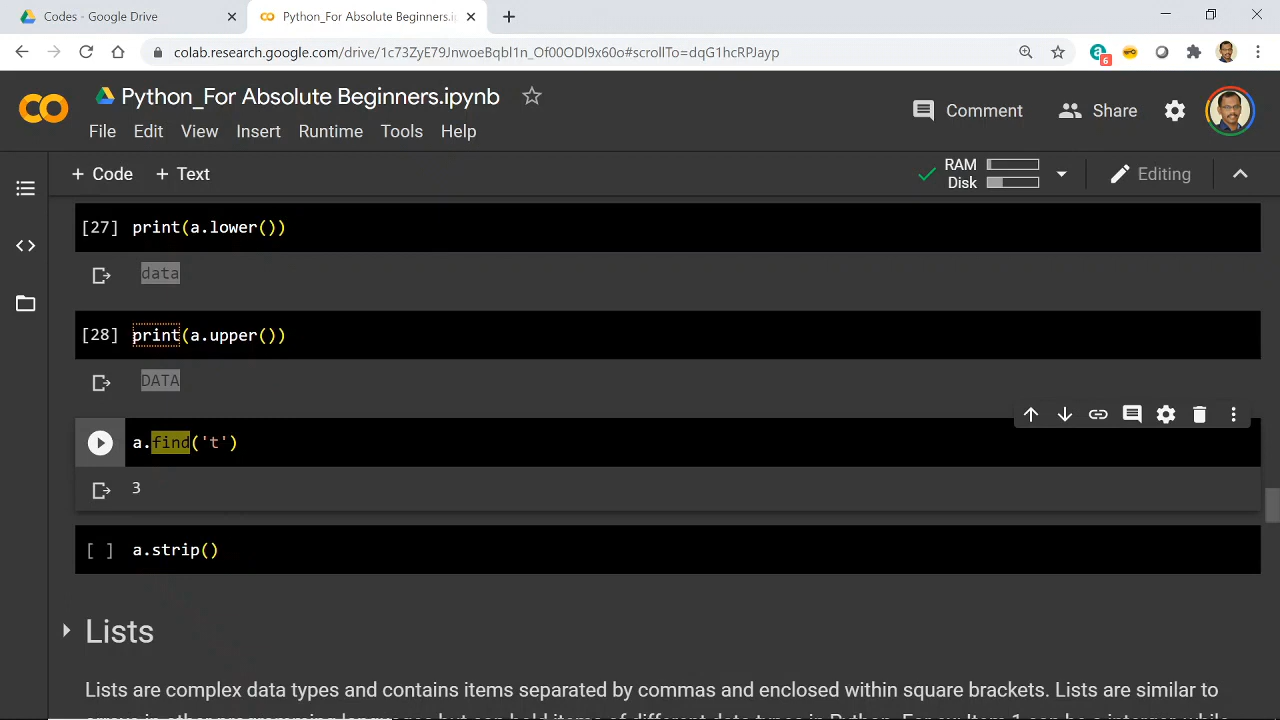 Codes - Google Drive
Python_For Absolute Beginners.i
colab.research.google.com/drive/1c73ZyE79JnwoeBqbl1n_Of00ODl9x60o#scrollTo=dqG1hcRPJayp
6
Python_For Absolute Beginners.ipynb
Comment
Share
File Edit View Insert Runtime Tools Help
+ Code + Text
RAM
Disk
Editing
[27] print(a.lower())
data
[28] print(a.upper())
DATA
a.find('t')
3
[ ] a.strip()
Lists
Lists are complex data types and contains items separated by commas and enclosed within square brackets. Lists are similar to